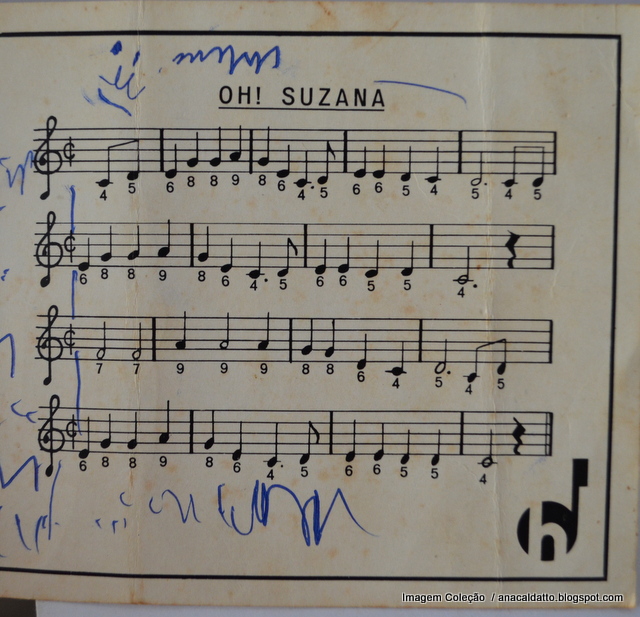 OH! SUZANA
4 5 6 8 8 9 8 6 4 5 6 6 5 4 5 4 5
6 8 8 9 8 6 4 5 6 6 5 5 4
7 7 9 9 9 8 8 6 4 5 4 5
6 8 8 9 8 6 4 5 6 6 5 5 4
Imagem Coleção / anacaldatto.blogspot.com